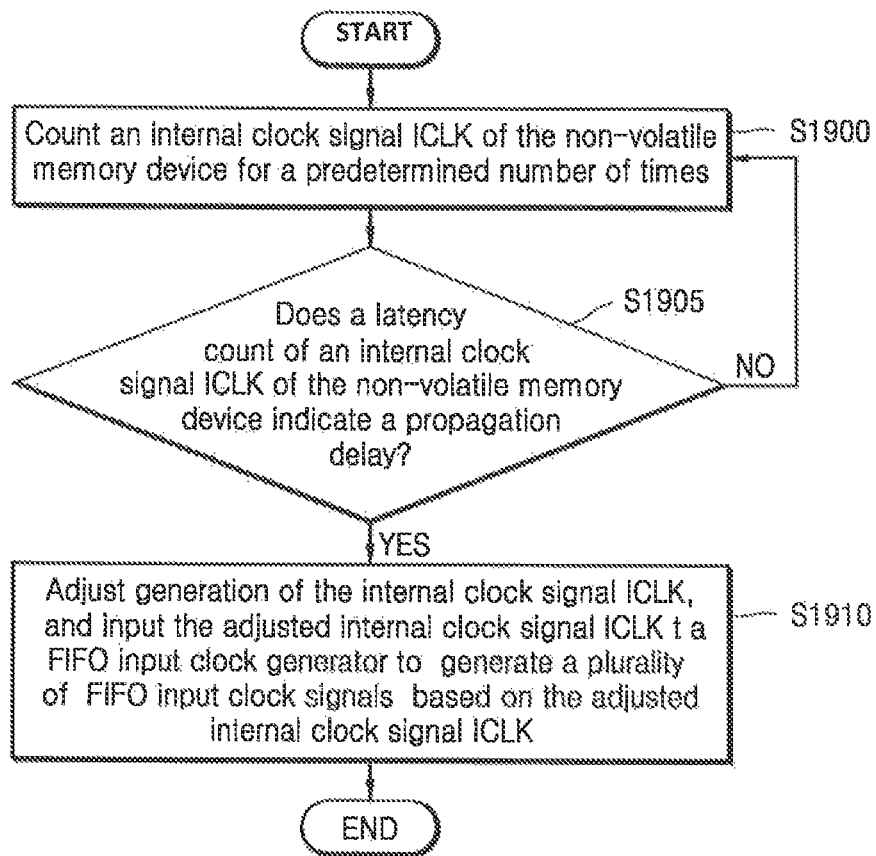 START
Count an internal clock signal ICLK of the non-volatile
memory device for a predetermined number of times
S1900
S1905
Does a latency
count of an internal clock
signal ICLK of the non-volatile memory
device indicate a propagation
delay?
NO
YES
Adjust generation of the internal clock signal ICLK,
and input the adjusted internal clock signal ICLK t a
FIFO input clock generator to generate a plurality
of FIFO input clock signals based on the adjusted
internal clock signal ICLK
S1910
END